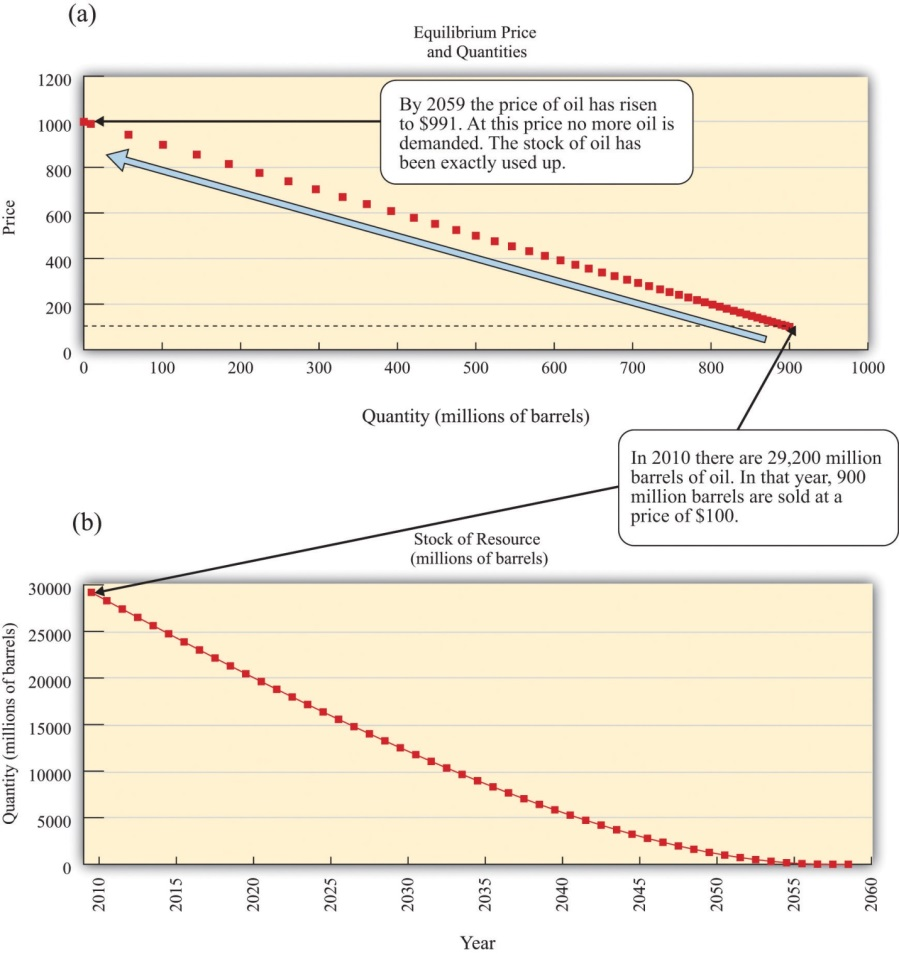 (a)
Equilibrium Price
and Quantities
1200
1000
800
600
400
200
0
Price
By 2059 the price of oil has risen
to $991. At this price no more oil is
demanded. The stock of oil has
been exactly used up.
0 100 200 300 400 500 600 700 800 900 1000
Quantity (millions of barrels)
In 2010 there are 29,200 million
barrels of oil. In that year, 900
million barrels are sold at a
price of $100.
(b)
Stock of Resource
(millions of barrels)
30000
25000
20000
15000
10000
5000
0
Quantity (millions of barrels)
2010 2015 2020 2025 2030 2035 2040 2045 2050 2055 2060
Year